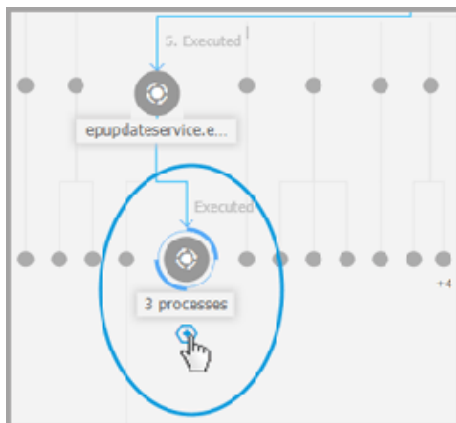 5. Executed
epupdateservice.e...
Executed
+4
3 processes